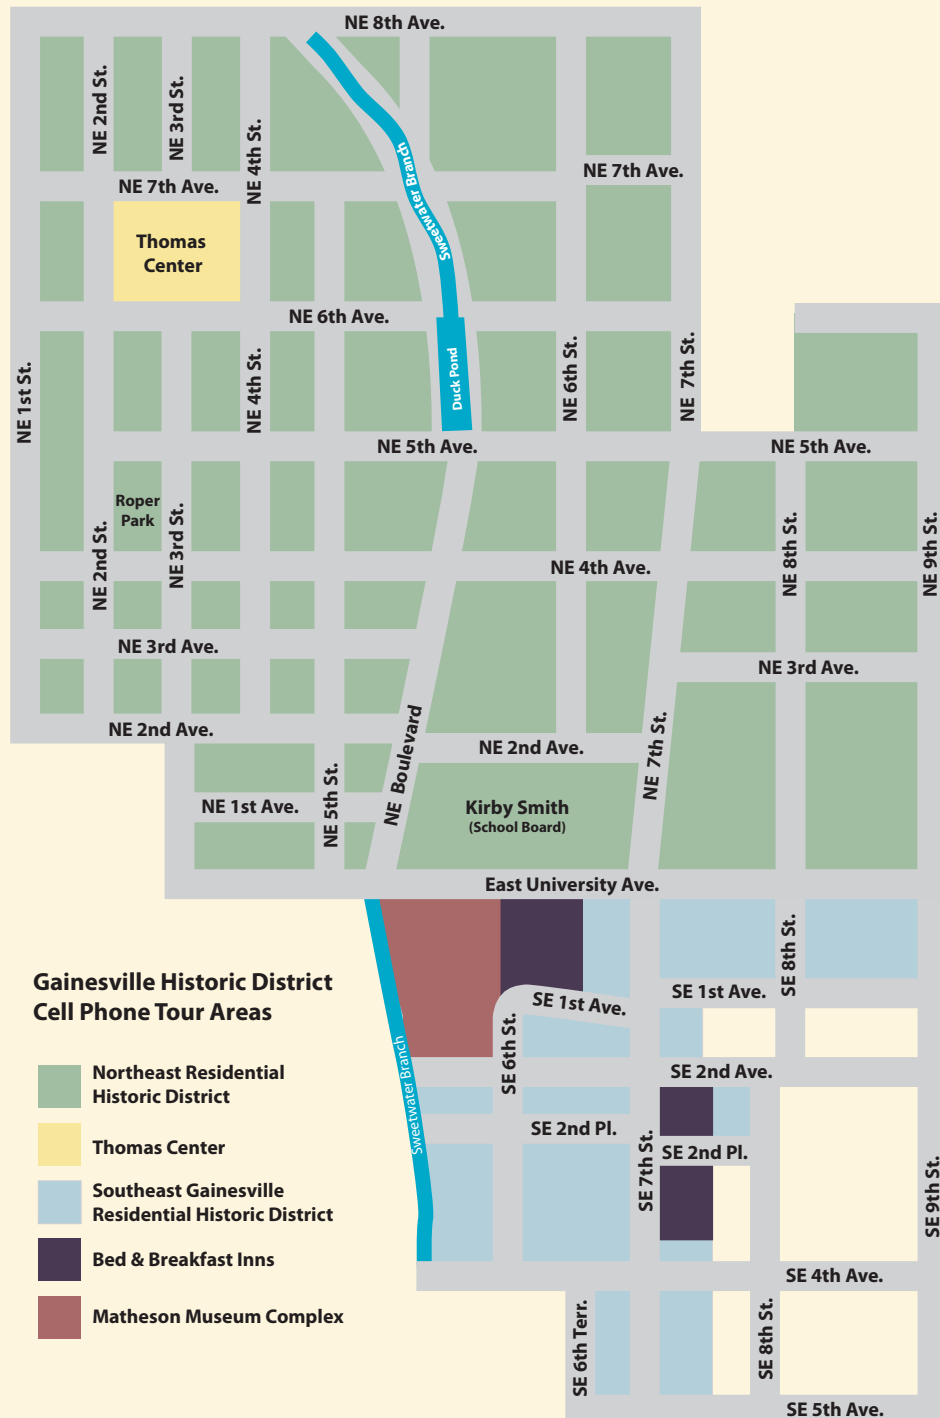 NE 8th Ave.
NE 2nd St.
NE 3rd St.
NE 4th St.
Sweetwater Branch
NE 7th Ave.
NE 7th Ave.
Thomas
Center
NE 6th Ave.
NE 1st St.
NE 4th St.
Duck Pond
NE 6th St.
NE 7th St.
NE 5th Ave.
NE 5th Ave.
Roper
Park
NE 2nd St.
NE 3rd St.
NE 8th St.
NE 9th St.
NE 4th Ave.
NE 3rd Ave.
NE 3rd Ave.
NE 2nd Ave.
NE 2nd Ave.
NE Boulevard
NE 7th St.
NE 5th St.
NE 1st Ave.
Kirby Smith
(School Board)
East University Ave.
SE 8th St.
SE 1st Ave.
SE 1st Ave.
SE 6th St.
Sweetwater Branch
SE 2nd Ave.
SE 2nd Pl.
SE 2nd Pl.
SE 7th St.
SE 9th St.
SE 4th Ave.
SE 6th Terr.
SE 8th St.
SE 5th Ave.
Gainesville Historic District
Cell Phone Tour Areas
Northeast Residential
Historic District
Thomas Center
Southeast Gainesville
Residential Historic District
Bed & Breakfast Inns
Matheson Museum Complex